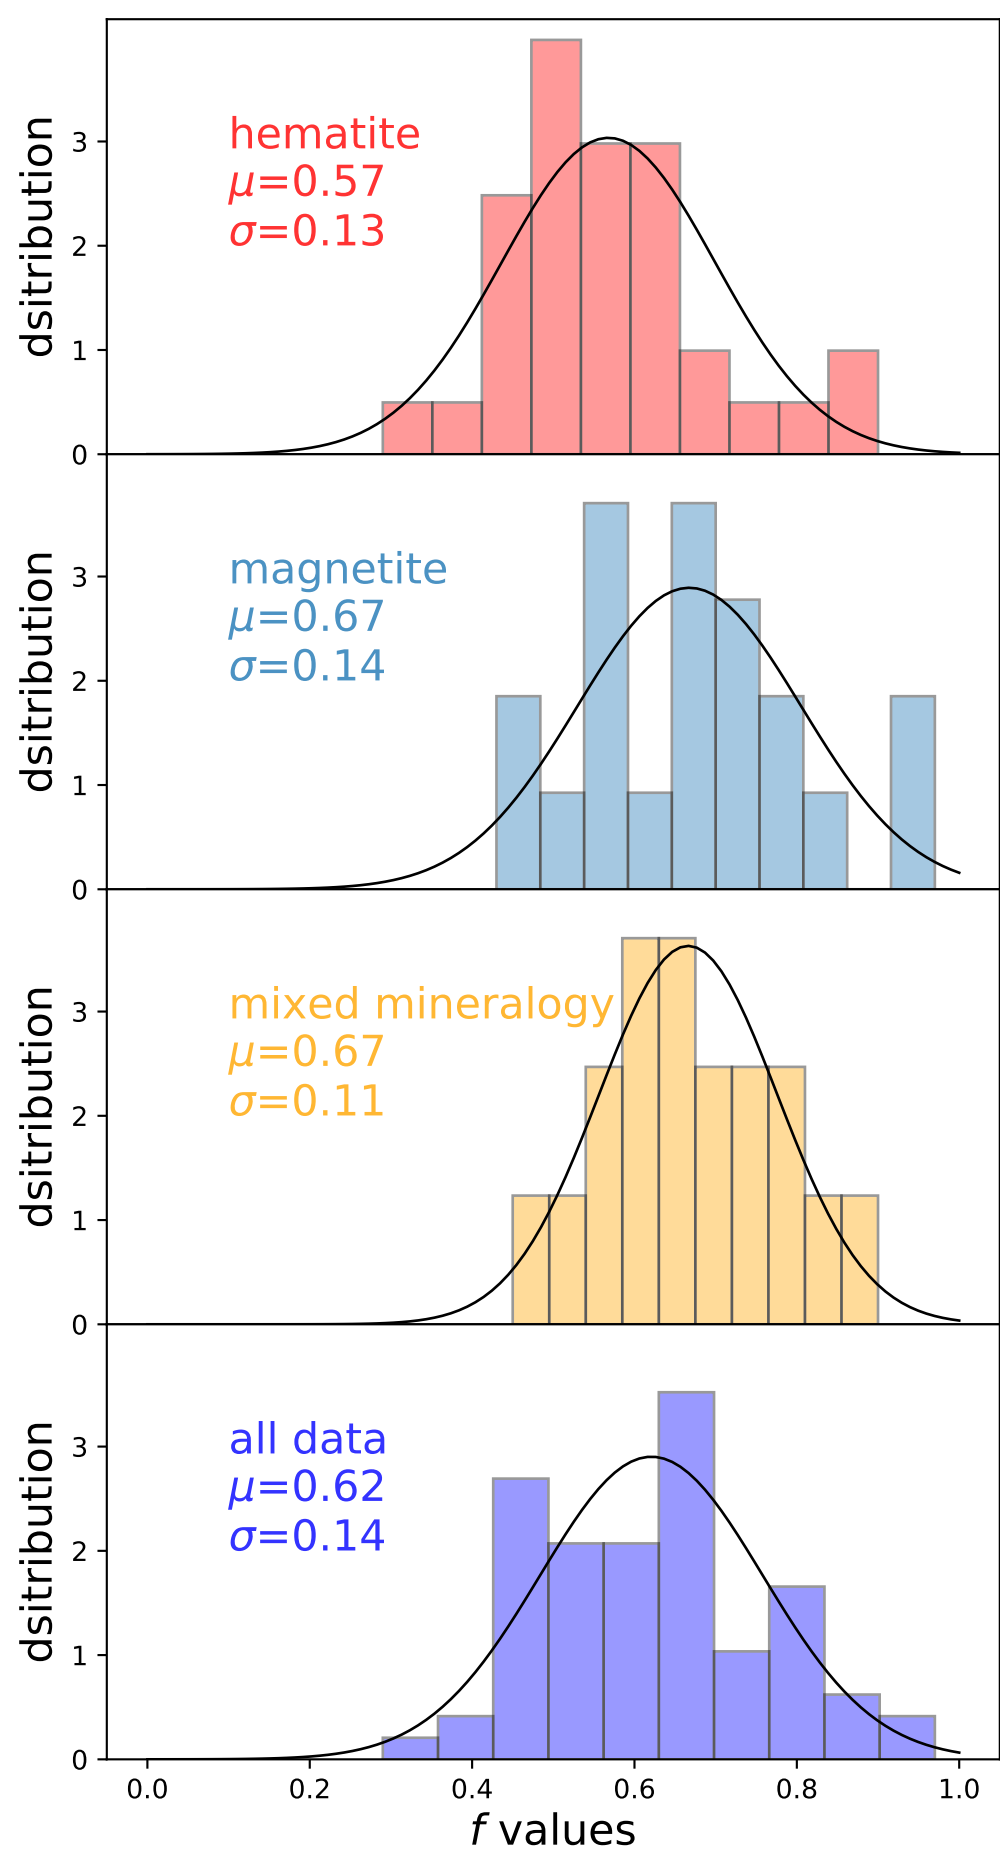 dsitribution
3
2
1
0
hematite
μ=0.57
σ=0.13
dsitribution
3
2
1
0
magnetite
μ=0.67
σ=0.14
dsitribution
3
2
1
0
mixed mineralogy
μ=0.67
σ=0.11
dsitribution
3
2
1
0
all data
μ=0.62
σ=0.14
0.0 0.2 0.4 0.6 0.8 1.0
f values